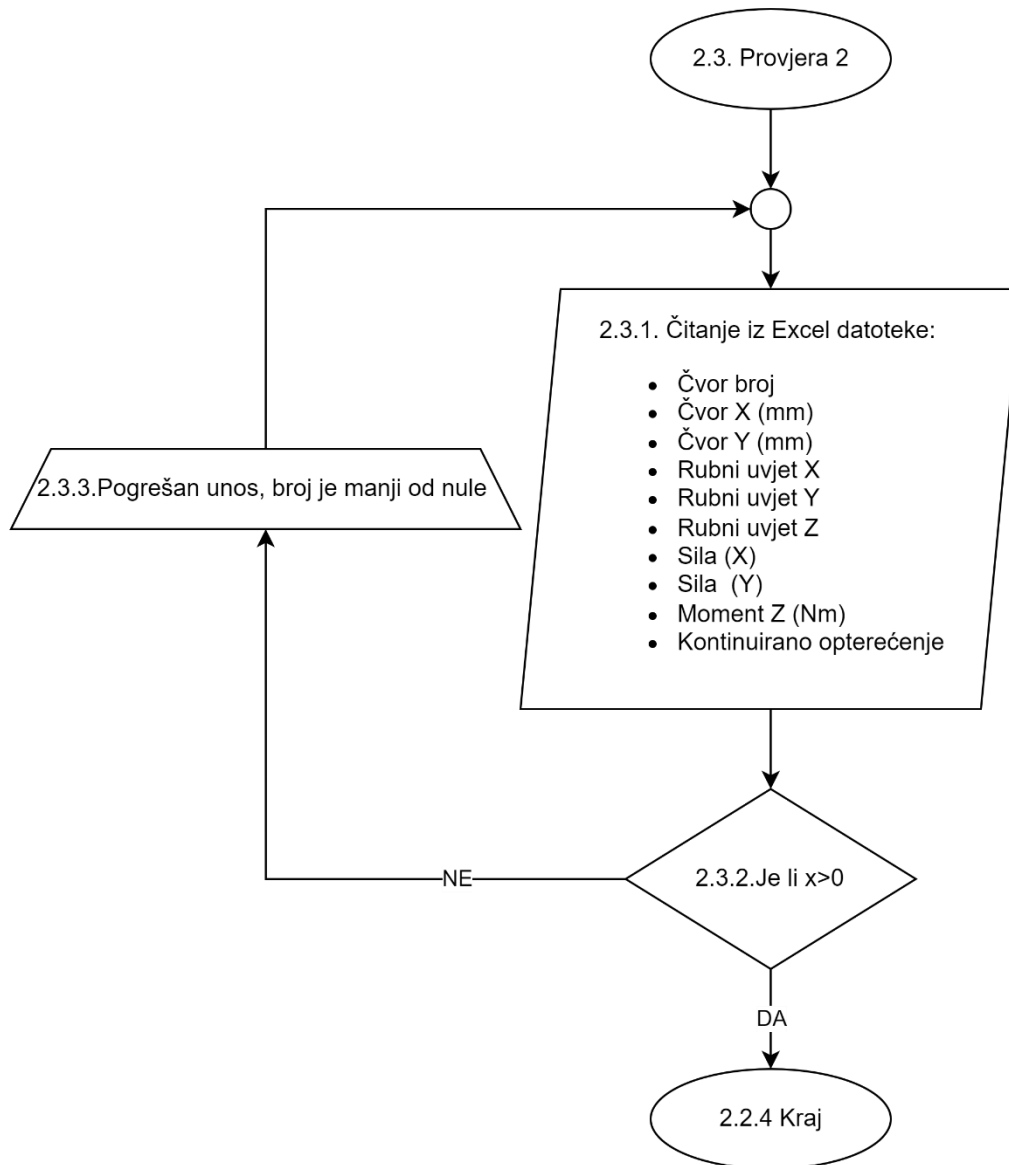 2.3. Provjera 2
2.3.1. Čitanje iz Excel datoteke:
• Čvor broj
• Čvor X (mm)
• Čvor Y (mm)
• Rubni uvjet X
• Rubni uvjet Y
• Rubni uvjet Z
• Sila (X)
• Sila  (Y)
• Moment Z (Nm)
• Kontinuirano opterećenje
2.3.3.Pogrešan unos, broj je manji od nule
NE
2.3.2.Je li x>0
DA
2.2.4 Kraj